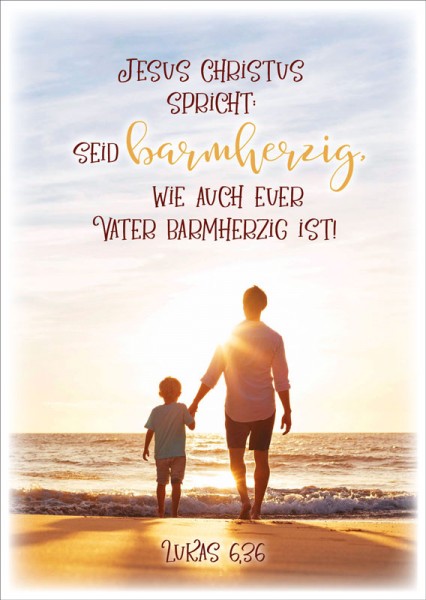 Jesus Christus
spricht:
Seid barmherzig,
wie auch euer
Vater barmherzig ist!
Lukas 6,36